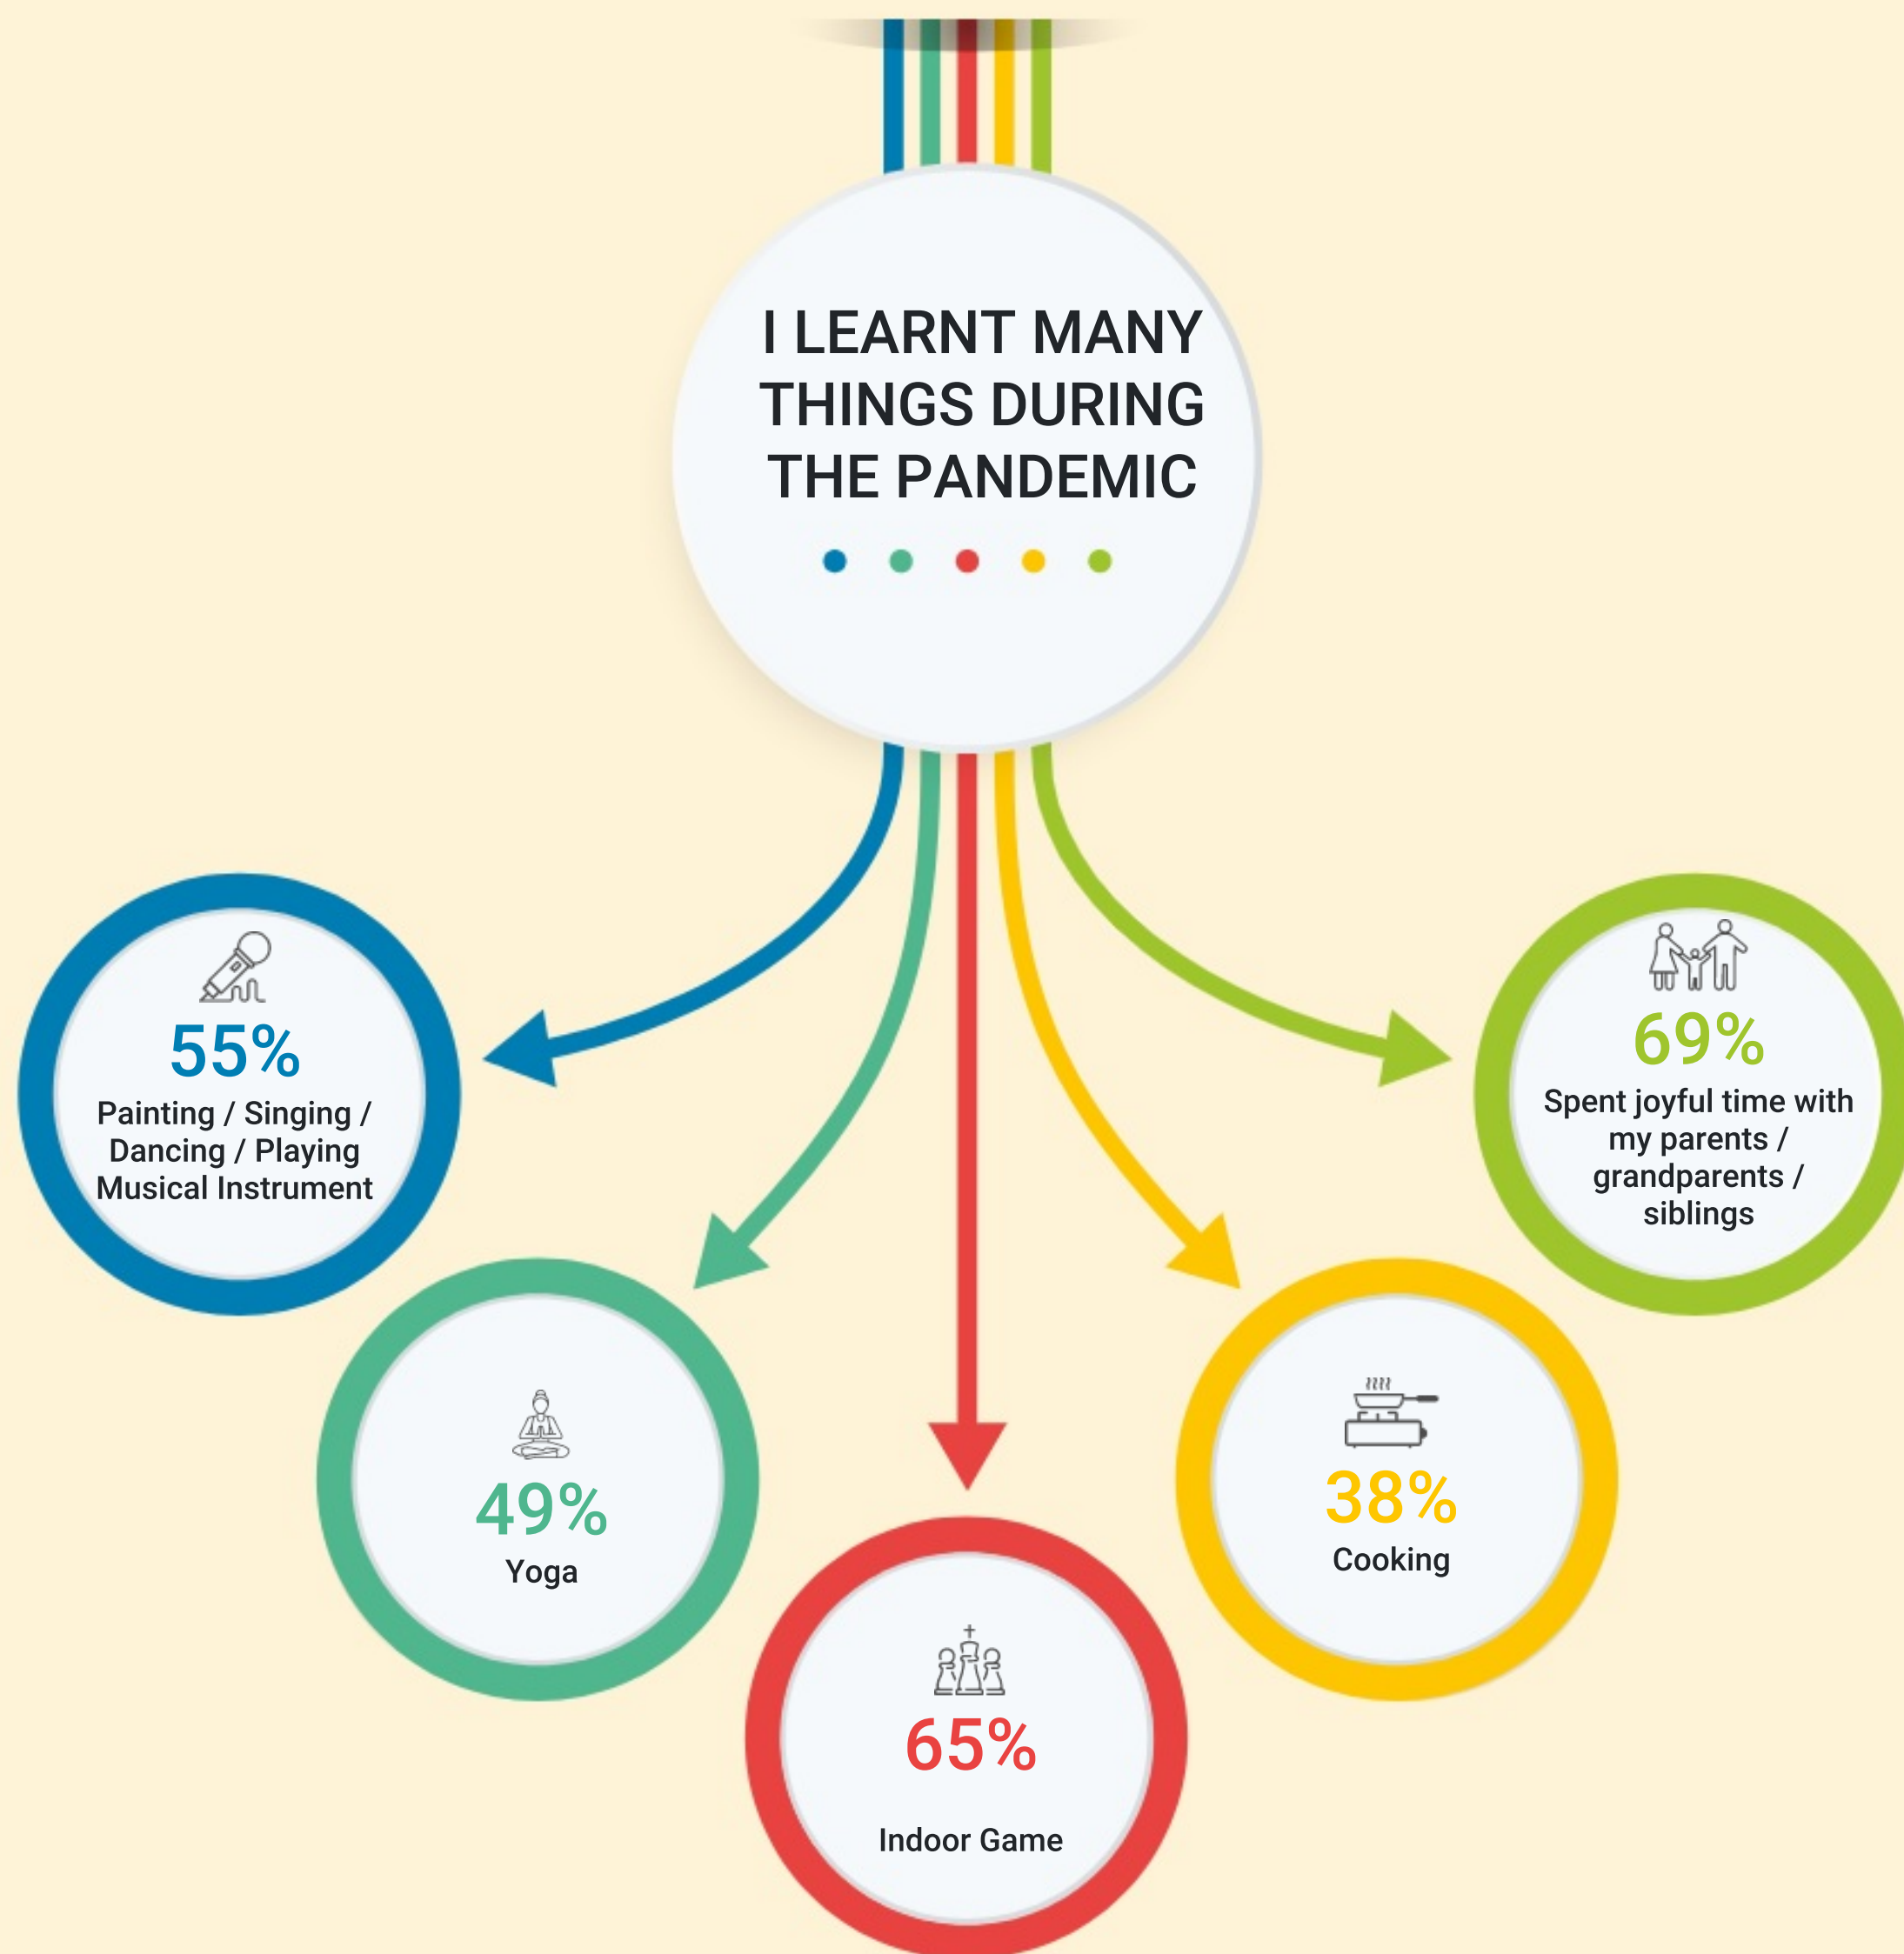 I LEARNT MANY
THINGS DURING
THE PANDEMIC
55%
Painting / Singing /
Dancing / Playing
Musical Instrument
69%
Spent joyful time with
my parents /
grandparents /
siblings
49%
Yoga
38%
Cooking
65%
Indoor Game